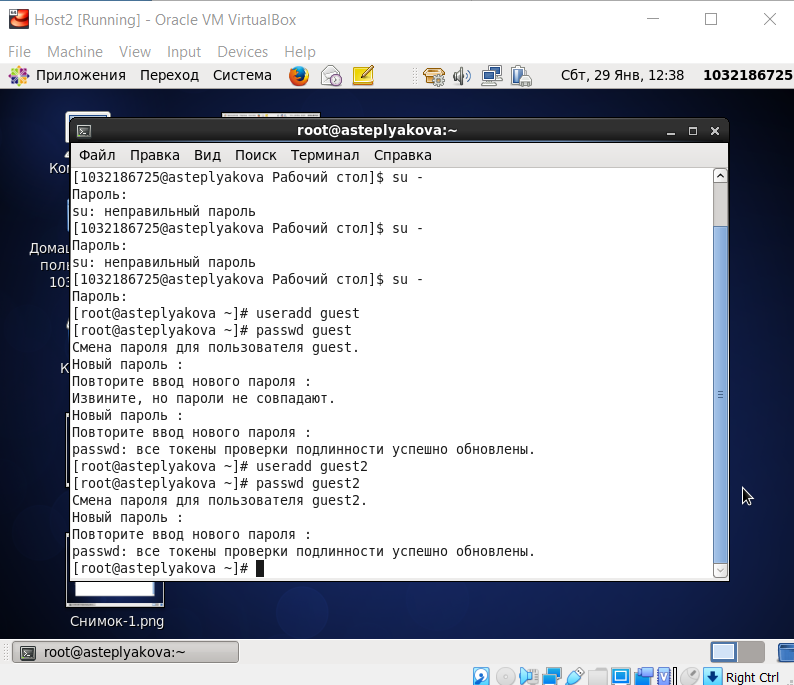 Host2 [Running] - Oracle VM VirtualBox
File Machine View Input Devices Help
Приложения Переход Система Сбт, 29 Янв, 12:38 1032186725
root@asteplyakova:~
Файл Правка Вид Поиск Терминал Справка
[1032186725@asteplyakova Рабочий стол]$ su -
Пароль:
su: неправильный пароль
[1032186725@asteplyakova Рабочий стол]$ su -
Пароль:
su: неправильный пароль
[1032186725@asteplyakova Рабочий стол]$ su -
Пароль:
[root@asteplyakova ~]# useradd guest
[root@asteplyakova ~]# passwd guest
Смена пароля для пользователя guest.
Новый пароль :
Повторите ввод нового пароля :
Извините, но пароли не совпадают.
Новый пароль :
Повторите ввод нового пароля :
passwd: все токены проверки подлинности успешно обновлены.
[root@asteplyakova ~]# useradd guest2
[root@asteplyakova ~]# passwd guest2
Смена пароля для пользователя guest2.
Новый пароль :
Повторите ввод нового пароля :
passwd: все токены проверки подлинности успешно обновлены.
[root@asteplyakova ~]#
Снимок-1.png
root@asteplyakova:~
Right Ctrl